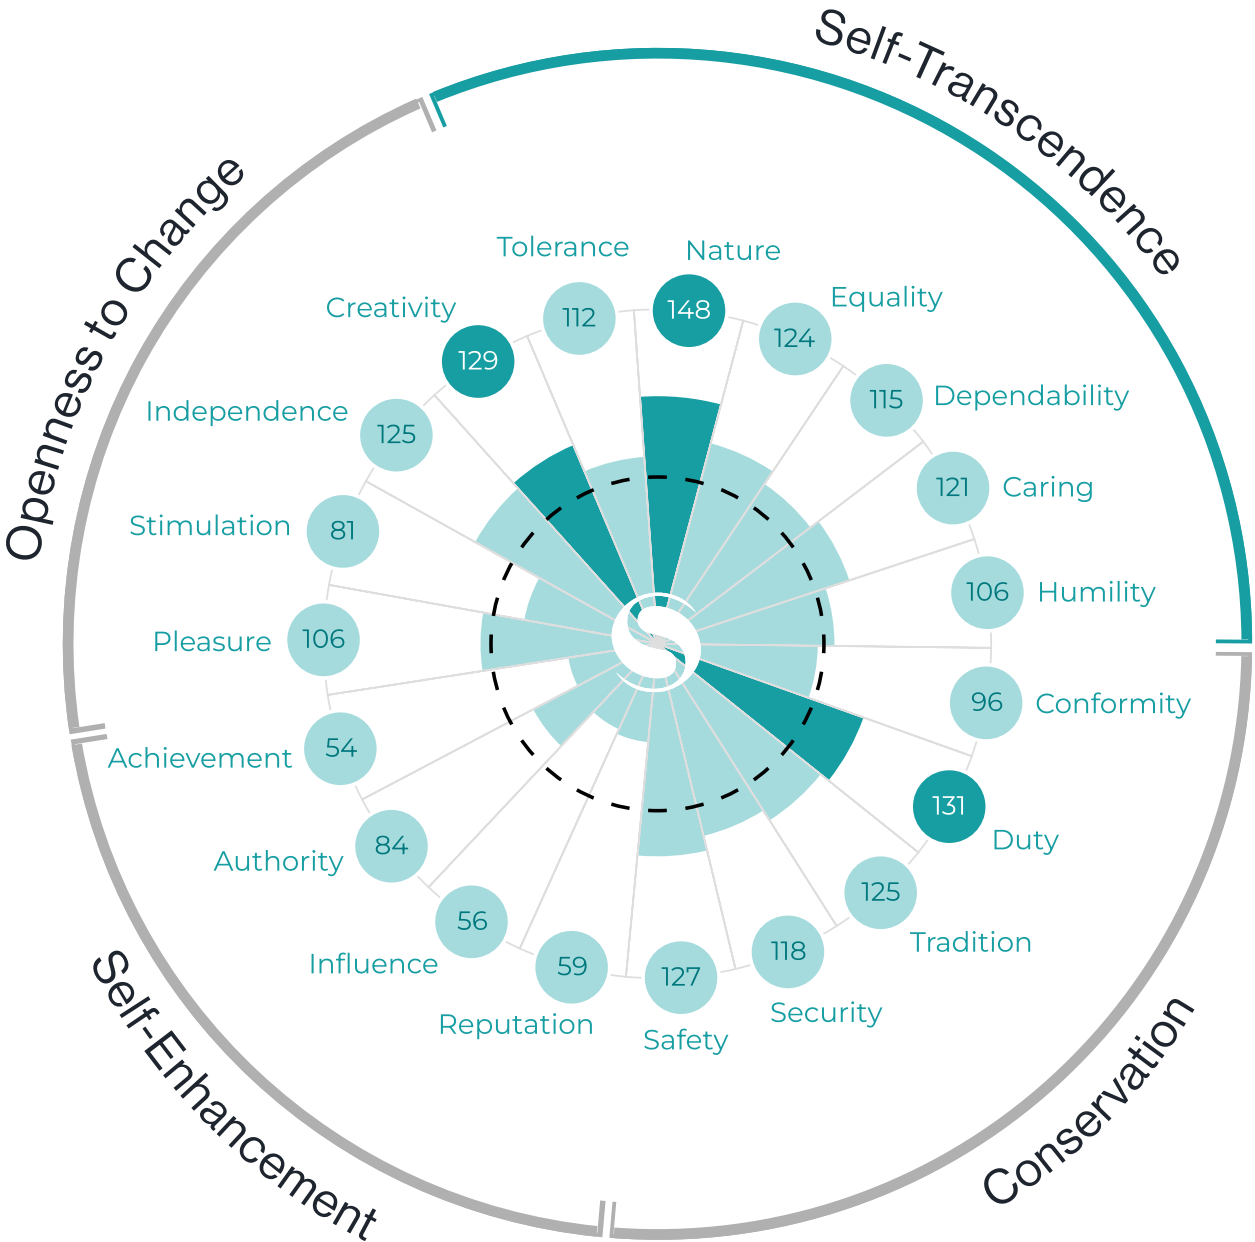 Self-Transcendence
Openness to Change
Self-Enhancement
Conservation
Tolerance
112
Nature
148
Equality
124
Dependability
115
Caring
121
Humility
106
Conformity
96
Duty
131
Tradition
125
Security
118
Safety
127
Reputation
59
Influence
56
Authority
84
Achievement
54
Pleasure
106
Stimulation
81
Independence
125
Creativity
129